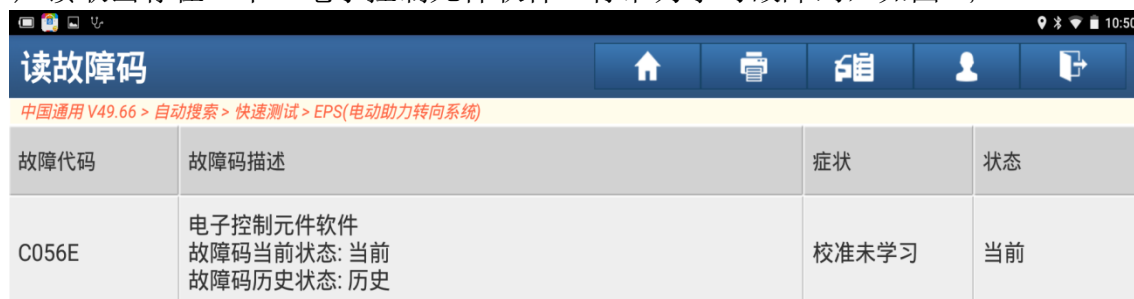 10:50
读故障码
中国通用 V49.66 > 自动搜索 > 快速测试 > EPS(电动助力转向系统)
故障代码 故障码描述 症状 状态
电子控制元件软件
C056E 故障码当前状态: 当前 校准未学习 当前
故障码历史状态: 历史